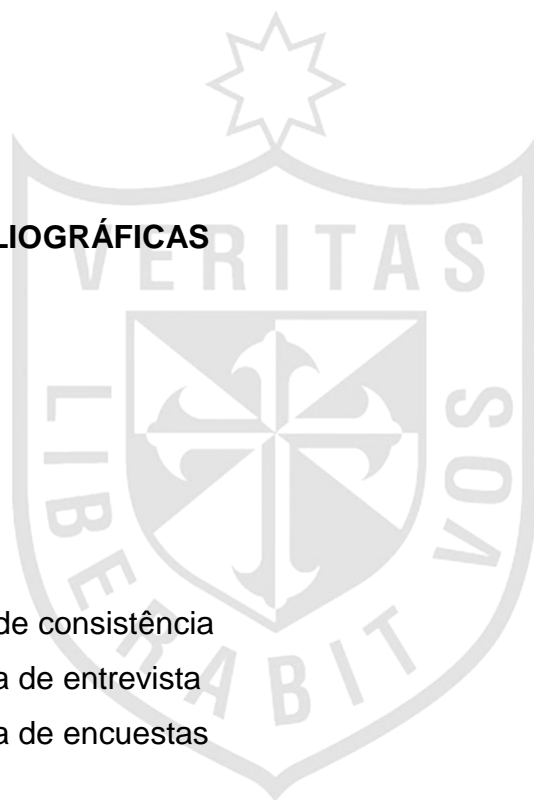 LIOGRÁFICAS
VERITAS
LIBERABIT VOS
de consistência
a de entrevista
a de encuestas